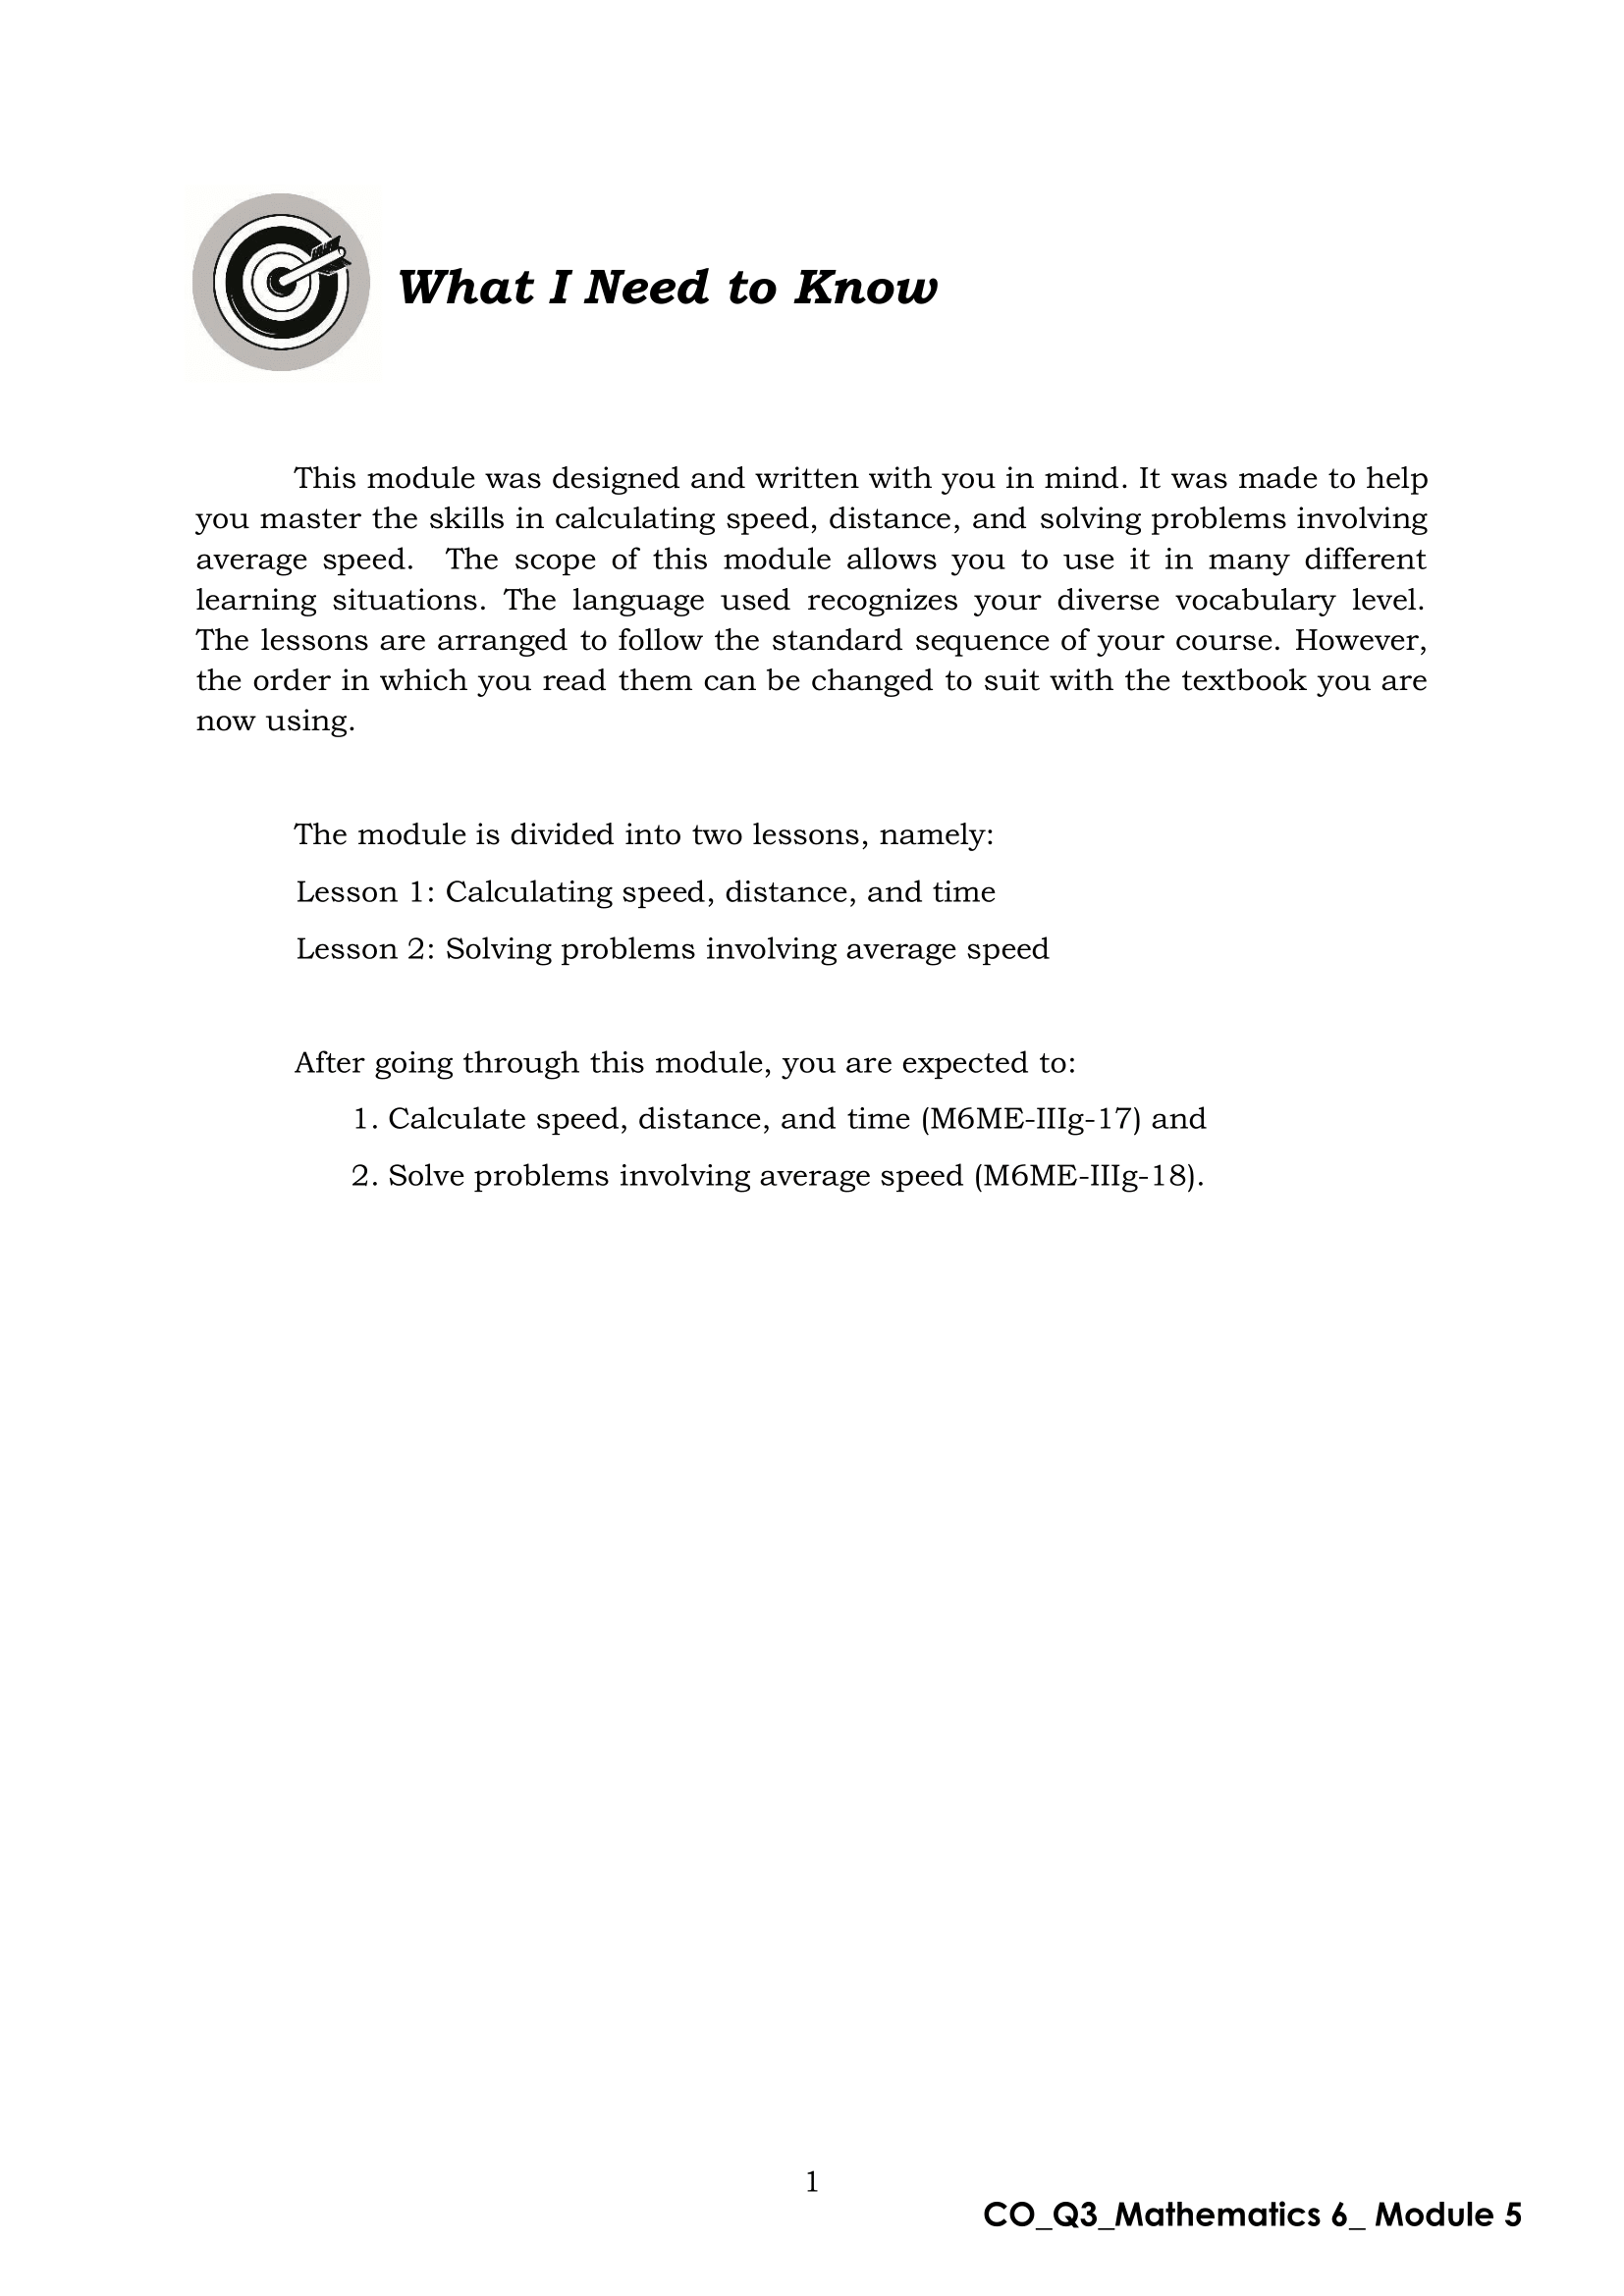 What I Need to Know
This module was designed and written with you in mind. It was made to help
you master the skills in calculating speed, distance, and solving problems involving
average speed.  The scope of this module allows you to use it in many different
learning situations. The language used recognizes your diverse vocabulary level.
The lessons are arranged to follow the standard sequence of your course. However,
the order in which you read them can be changed to suit with the textbook you are
now using.
The module is divided into two lessons, namely:
Lesson 1: Calculating speed, distance, and time
Lesson 2: Solving problems involving average speed
After going through this module, you are expected to:
1. Calculate speed, distance, and time (M6ME-IIIg-17) and
2. Solve problems involving average speed (M6ME-IIIg-18).
1
CO_Q3_Mathematics 6_ Module 5